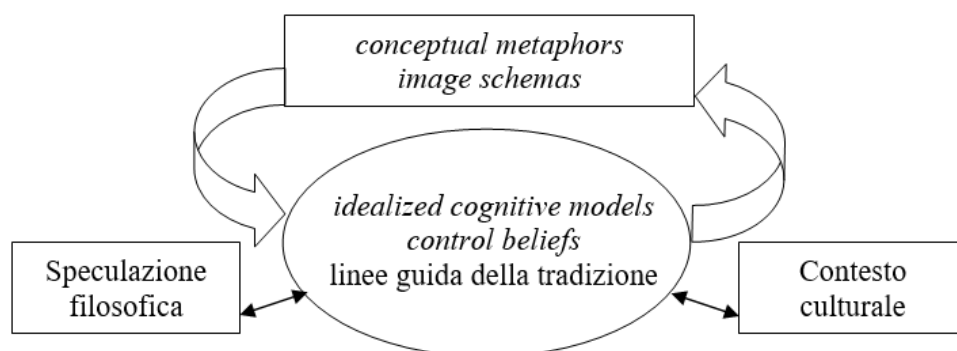 conceptual metaphors
image schemas
idealized cognitive models
control beliefs
linee guida della tradizione
Speculazione
filosofica
Contesto
culturale